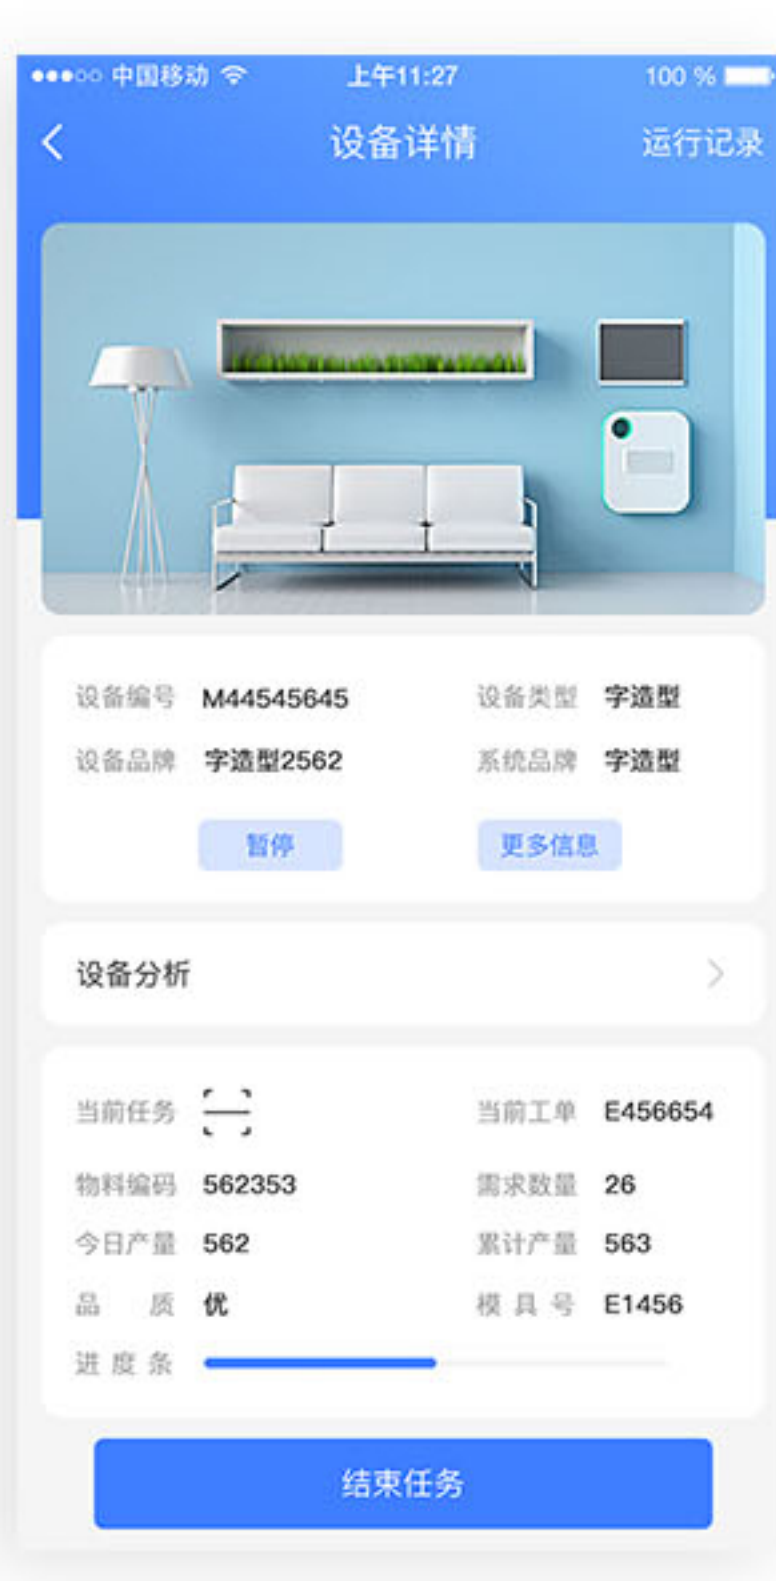 中国移动 上午11:27 100 %
设备详情 运行记录
设备编号 M44545645 设备类型 字造型
设备品牌 字造型2562 系统品牌 字造型
暂停 更多信息
设备分析
当前任务 当前工单 E456654
物料编码 562353 需求数量 26
今日产量 562 累计产量 563
品 质 优 模具号 E1456
进度条
结束任务